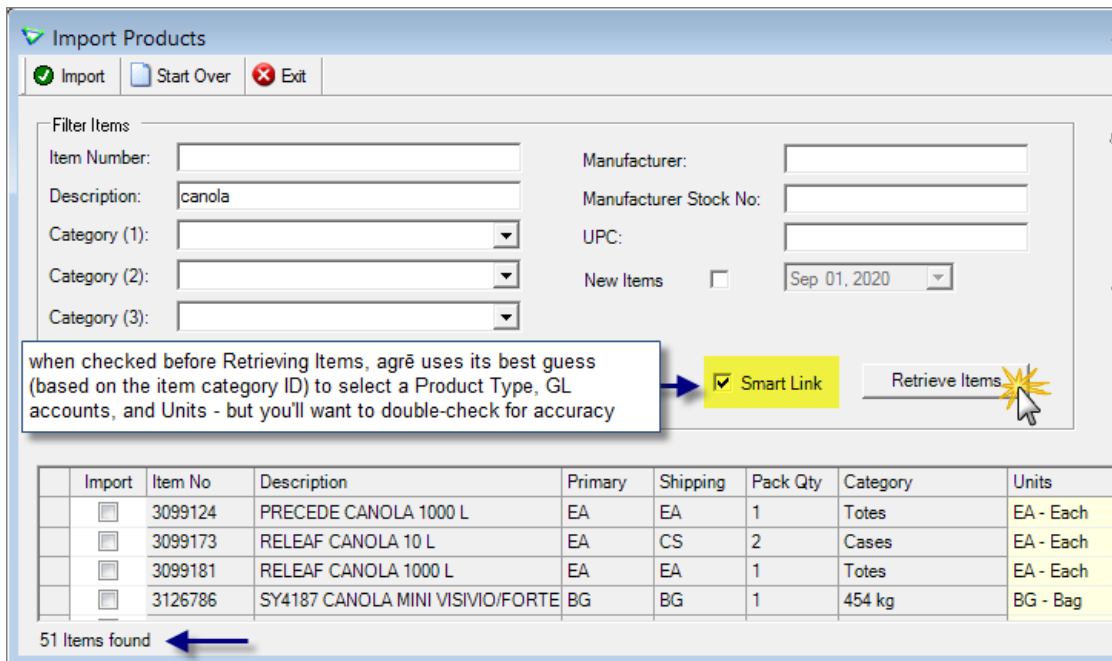 Import Products
Import Start Over Exit
Filter Items
Item Number:
Manufacturer:
Description: canola
Manufacturer Stock No:
Category (1):
UPC:
Category (2):
New Items Sep 01, 2020
Category (3):
when checked before Retrieving Items, agrē uses its best guess
(based on the item category ID) to select a Product Type, GL
accounts, and Units - but you'll want to double-check for accuracy
Smart Link Retrieve Items
Import Item No Description Primary Shipping Pack Qty Category Units
3099124 PRECEDE CANOLA 1000 L EA EA 1 Totes EA - Each
3099173 RELEAF CANOLA 10 L EA CS 2 Cases EA - Each
3099181 RELEAF CANOLA 1000 L EA EA 1 Totes EA - Each
3126786 SY4187 CANOLA MINI VISIVIO/FORTE BG BG 1 454 kg BG - Bag
51 Items found